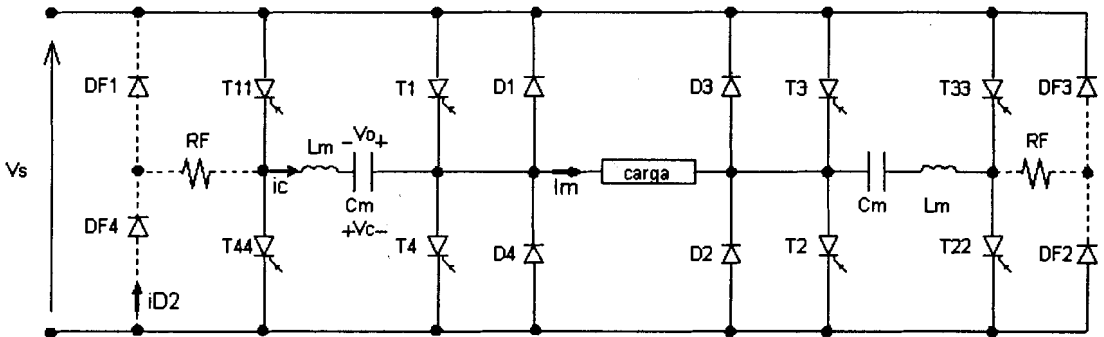 DF1 T11 T1 D1 D3 T3 T33 DF3
RF Lm -Vo+ RF
Vs ic Cm Im carga Cm Lm
+Vc-
DF4 T44 T4 D4 D2 T2 T22 DF2
iD2